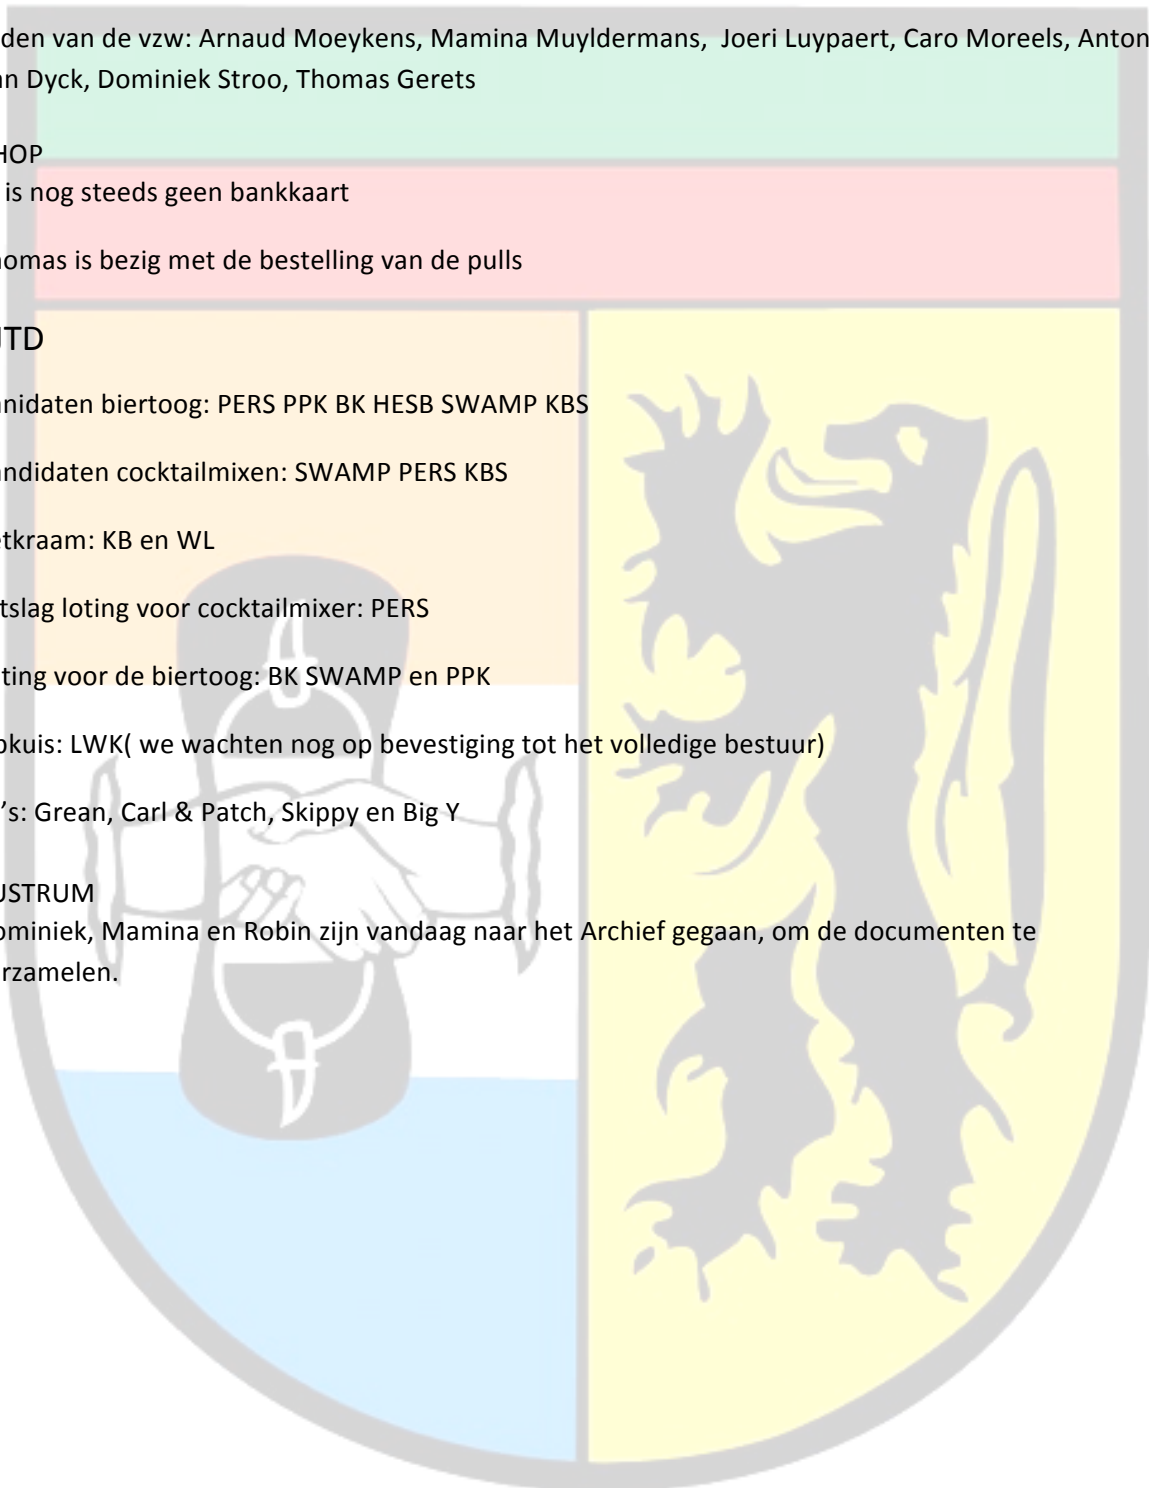 den van de vzw: Arnaud Moeykens, Mamina Muyldermans, Joeri Luypaert, Caro Moreels, Anton
n Dyck, Dominiek Stroo, Thomas Gerets
HOP
is nog steeds geen bankkaart
omas is bezig met de bestelling van de pulls
TD
nidaten biertoog: PERS PPK BK HESB SWAMP KBS
ndidaten cocktailmixen: SWAMP PERS KBS
etkraam: KB en WL
tslag loting voor cocktailmixer: PERS
ting voor de biertoog: BK SWAMP en PPK
okuis: LWK( we wachten nog op bevestiging tot het volledige bestuur)
’s: Grean, Carl & Patch, Skippy en Big Y
USTRUM
ominiek, Mamina en Robin zijn vandaag naar het Archief gegaan, om de documenten te
rzamelen.